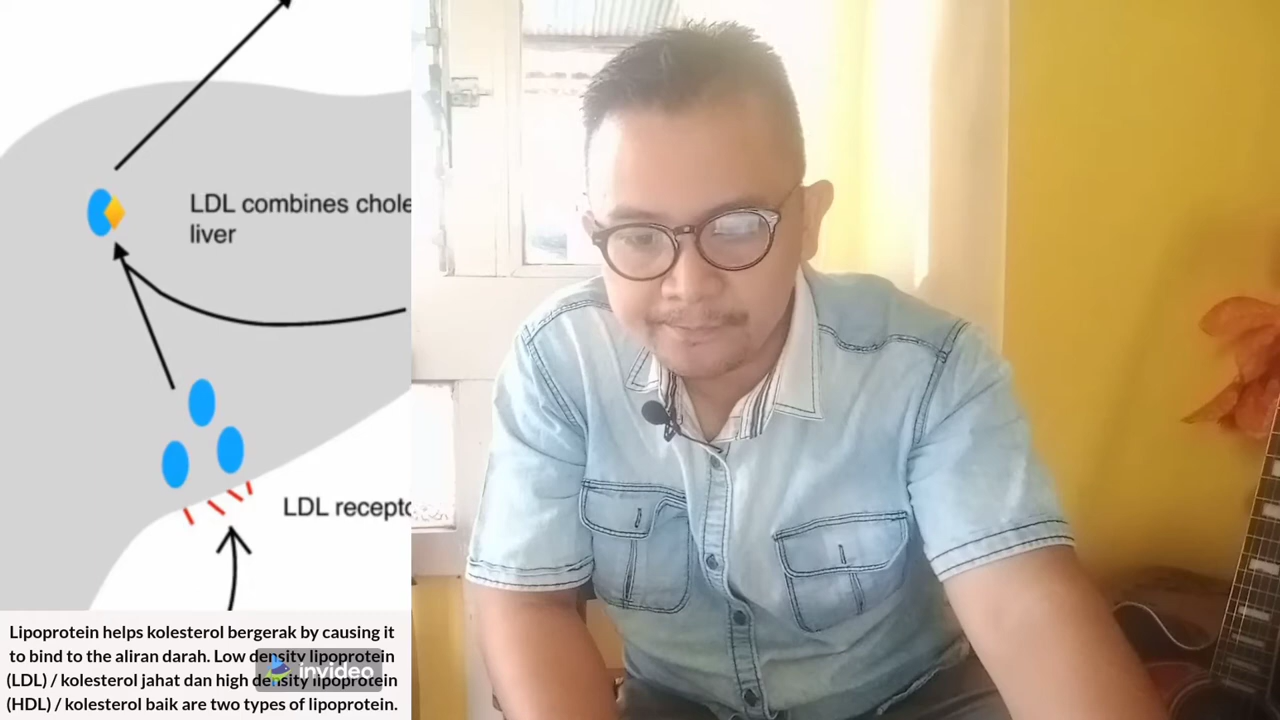 LDL combines chole
liver
LDL recepto
Lipoprotein helps kolesterol bergerak by causing it
to bind to the aliran darah. Low density lipoprotein
(LDL) / kolesterol jahat dan high density lipoprotein
(HDL) / kolesterol baik are two types of lipoprotein.
invideo